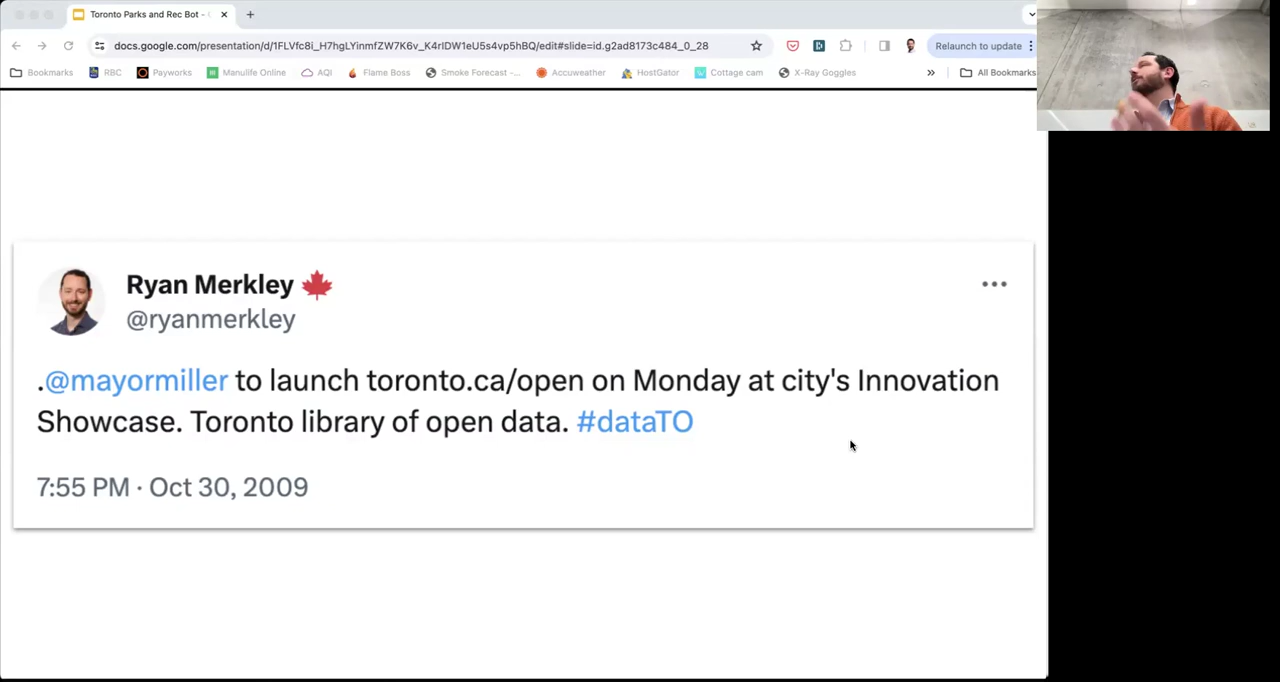 Toronto Parks and Rec Bot -
docs.google.com/presentation/d/1FLVfc8i_H7hgLYinmfZW7K6v_K4rIDW1eU5s4vp5hBQ/edit#slide=id.g2ad8173c484_0_28
Relaunch to update
Bookmarks RBC Payworks Manulife Online AQI Flame Boss Smoke Forecast -... Accuweather HostGator Cottage cam X-Ray Goggles » All Bookmarks
Ryan Merkley
@ryanmerkley
.@mayormiller to launch toronto.ca/open on Monday at city's Innovation
Showcase. Toronto library of open data. #dataTO
7:55 PM · Oct 30, 2009